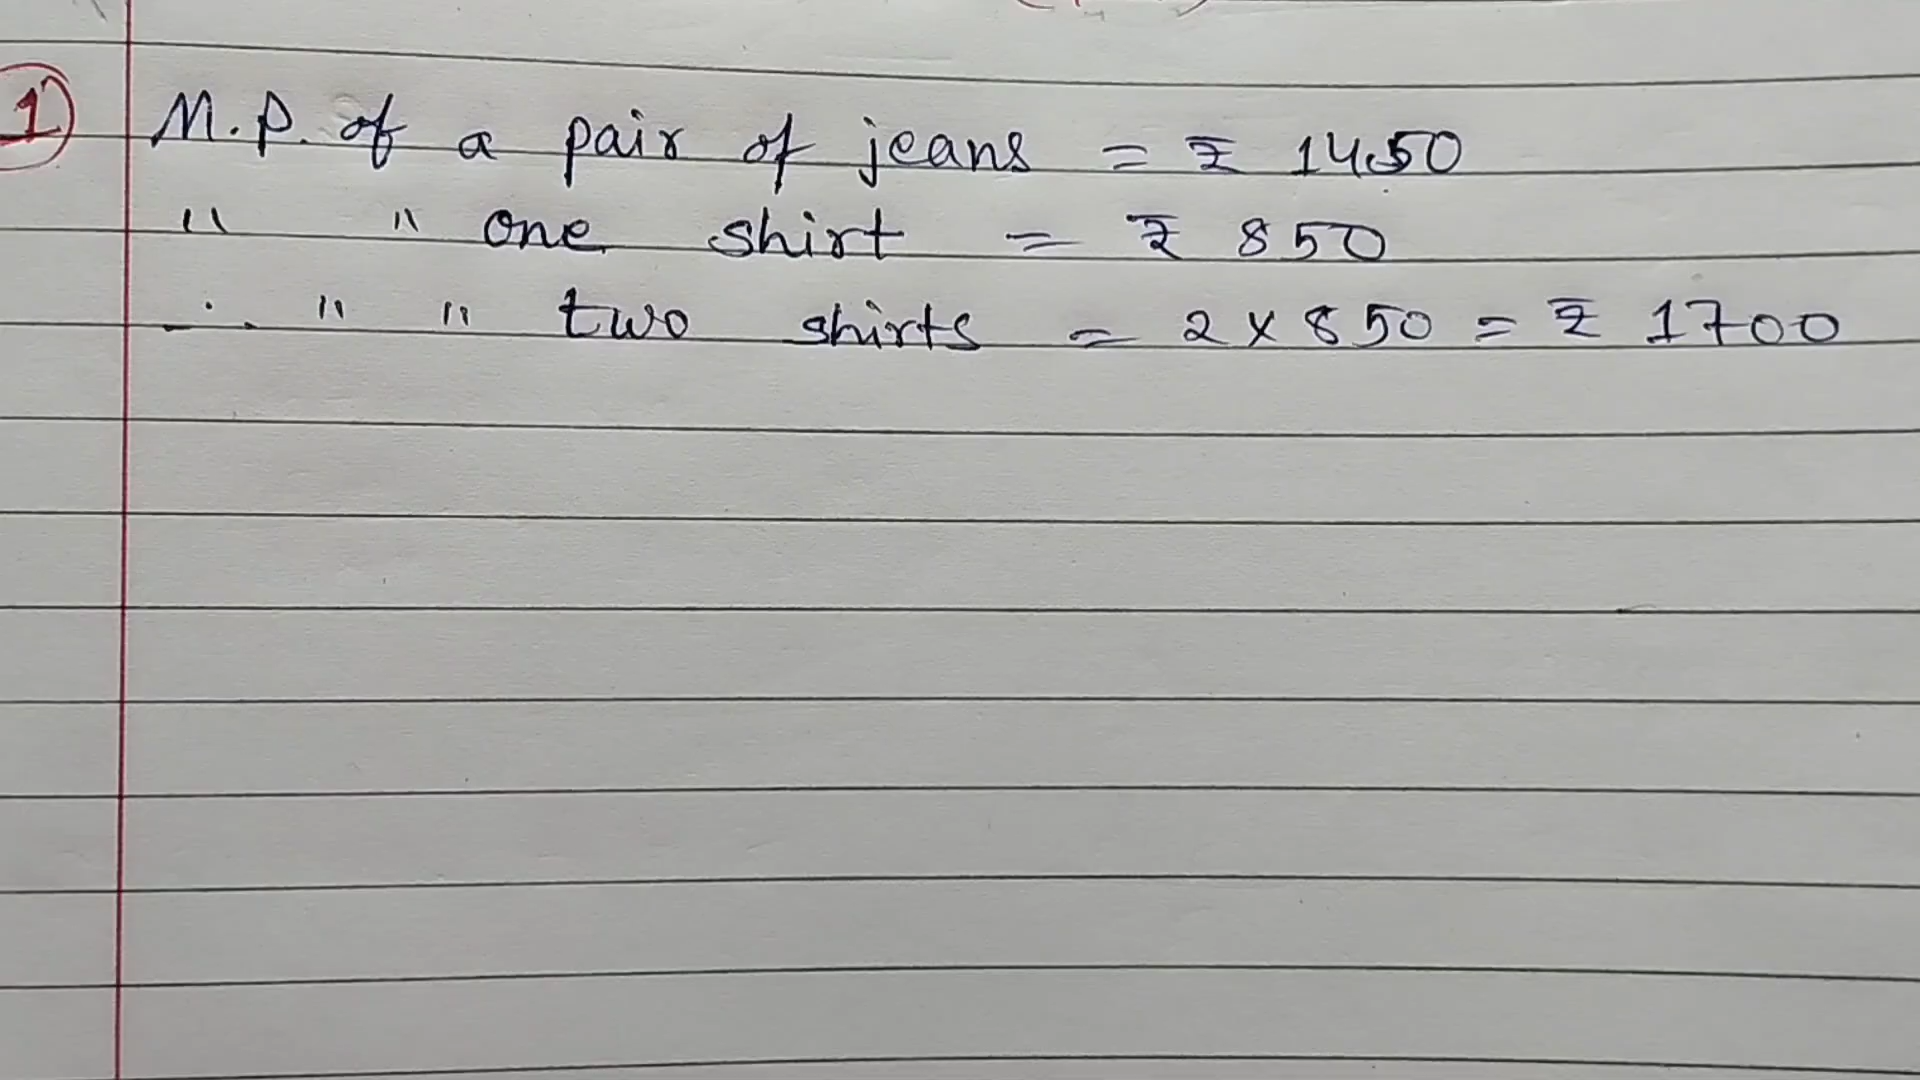 1 M.P. of a pair of jeans = ₹ 1450
" " one shirt = ₹ 850
∴ " " two shirts = 2 x 850 = ₹ 1700